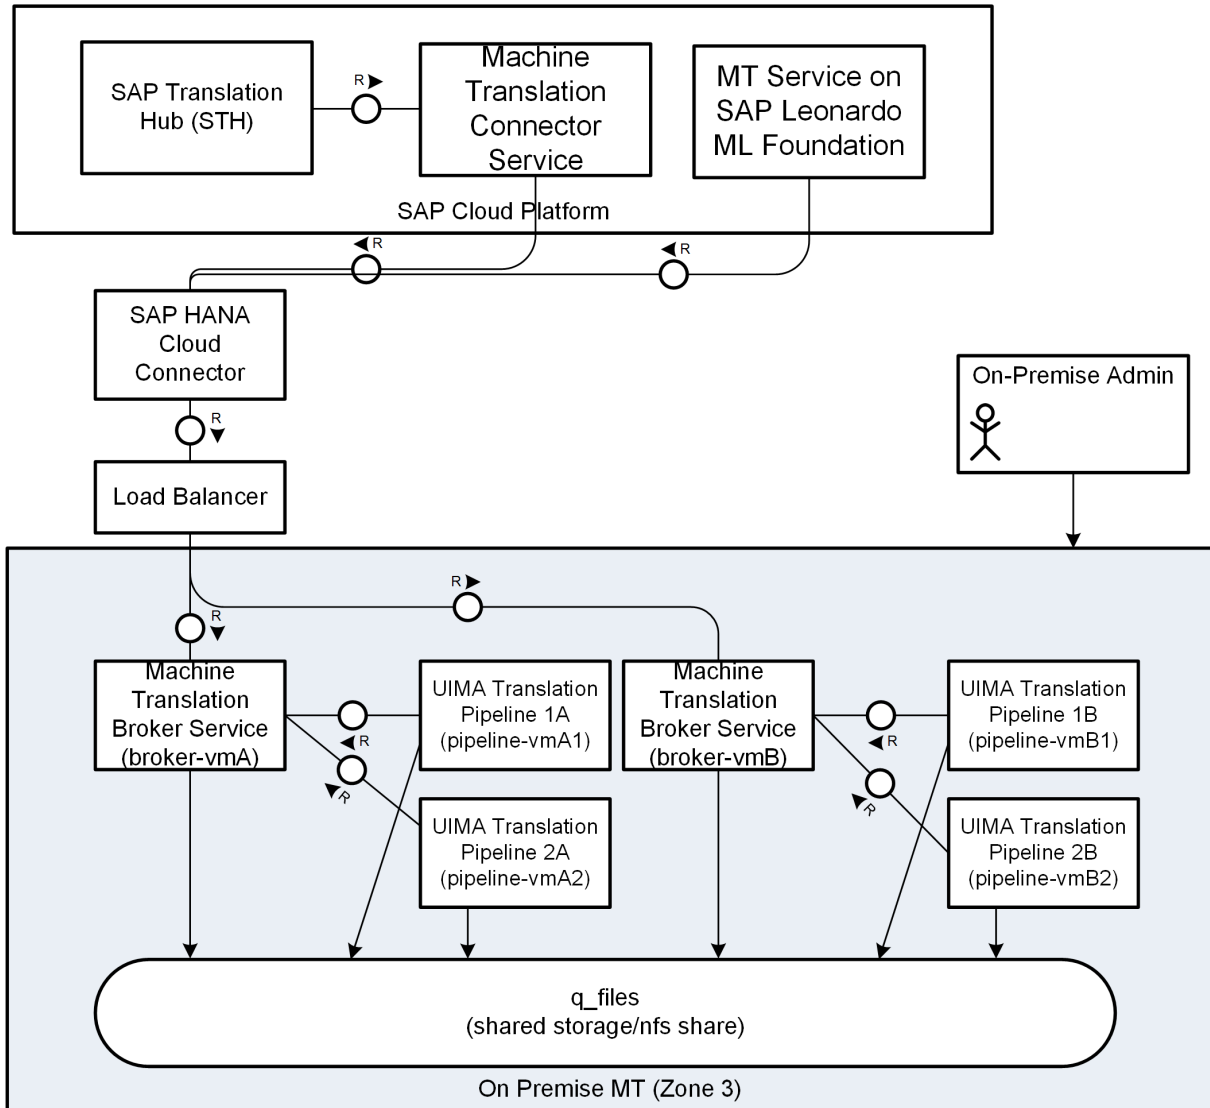 SAP Translation
Hub (STH)
R
Machine
Translation
Connector
Service
MT Service on
SAP Leonardo
ML Foundation
SAP Cloud Platform
R
R
SAP HANA
Cloud
Connector
R
Load Balancer
On-Premise Admin
R
R
Machine
Translation
Broker Service
(broker-vmA)
R
R
UIMA Translation
Pipeline 1A
(pipeline-vmA1)
UIMA Translation
Pipeline 2A
(pipeline-vmA2)
Machine
Translation
Broker Service
(broker-vmB)
R
R
UIMA Translation
Pipeline 1B
(pipeline-vmB1)
UIMA Translation
Pipeline 2B
(pipeline-vmB2)
q_files
(shared storage/nfs share)
On Premise MT (Zone 3)